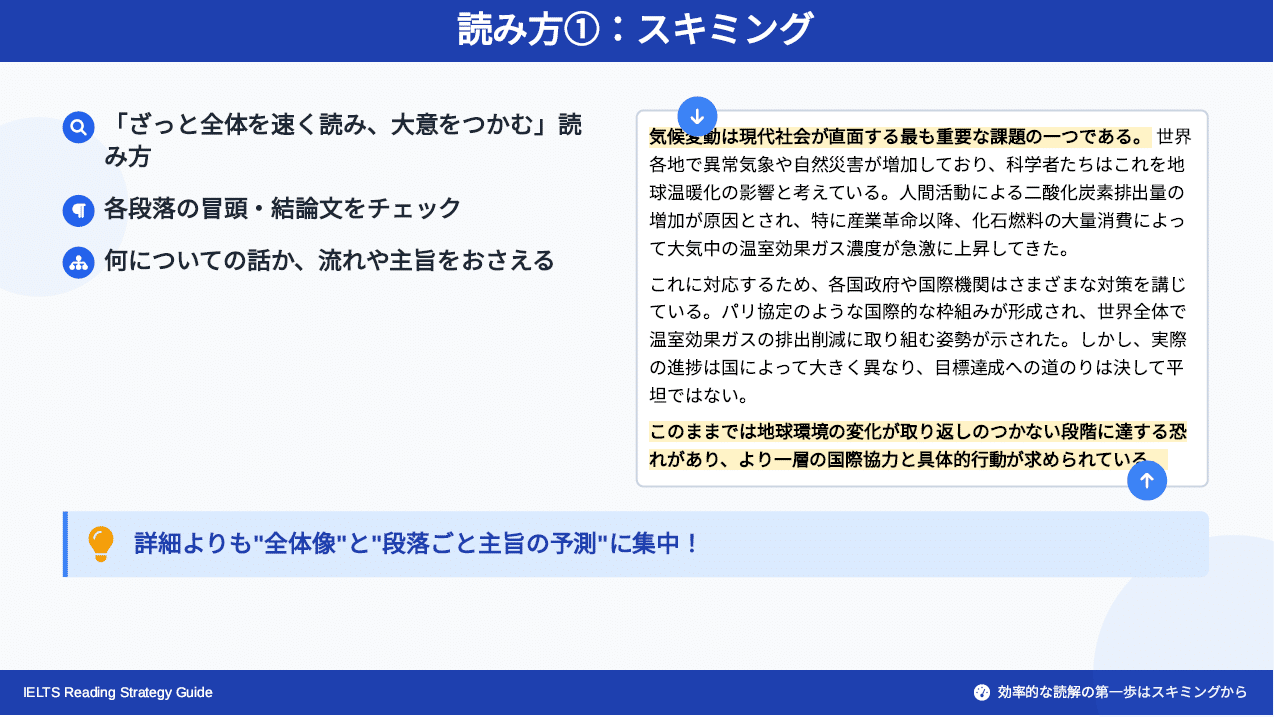 読み方①：スキミング
「ざっと全体を速く読み、大意をつかむ」読
み方
各段落の冒頭・結論文をチェック
何についての話か、流れや主旨をおさえる
気候変動は現代社会が直面する最も重要な課題の一つである。 世界
各地で異常気象や自然災害が増加しており、科学者たちはこれを地
球温暖化の影響と考えている。人間活動による二酸化炭素排出量の
増加が原因とされ、特に産業革命以降、化石燃料の大量消費によっ
て大気中の温室効果ガス濃度が急激に上昇してきた。
これに対応するため、各国政府や国際機関はさまざまな対策を講じ
ている。パリ協定のような国際的な枠組みが形成され、世界全体で
温室効果ガスの排出削減に取り組む姿勢が示された。しかし、実際
の進捗は国によって大きく異なり、目標達成への道のりは決して平
坦ではない。
このままでは地球環境の変化が取り返しのつかない段階に達する恐
れがあり、より一層の国際協力と具体的行動が求められている
詳細よりも"全体像"と"段落ごと主旨の予測"に集中！
IELTS Reading Strategy Guide
効率的な読解の第一歩はスキミングから